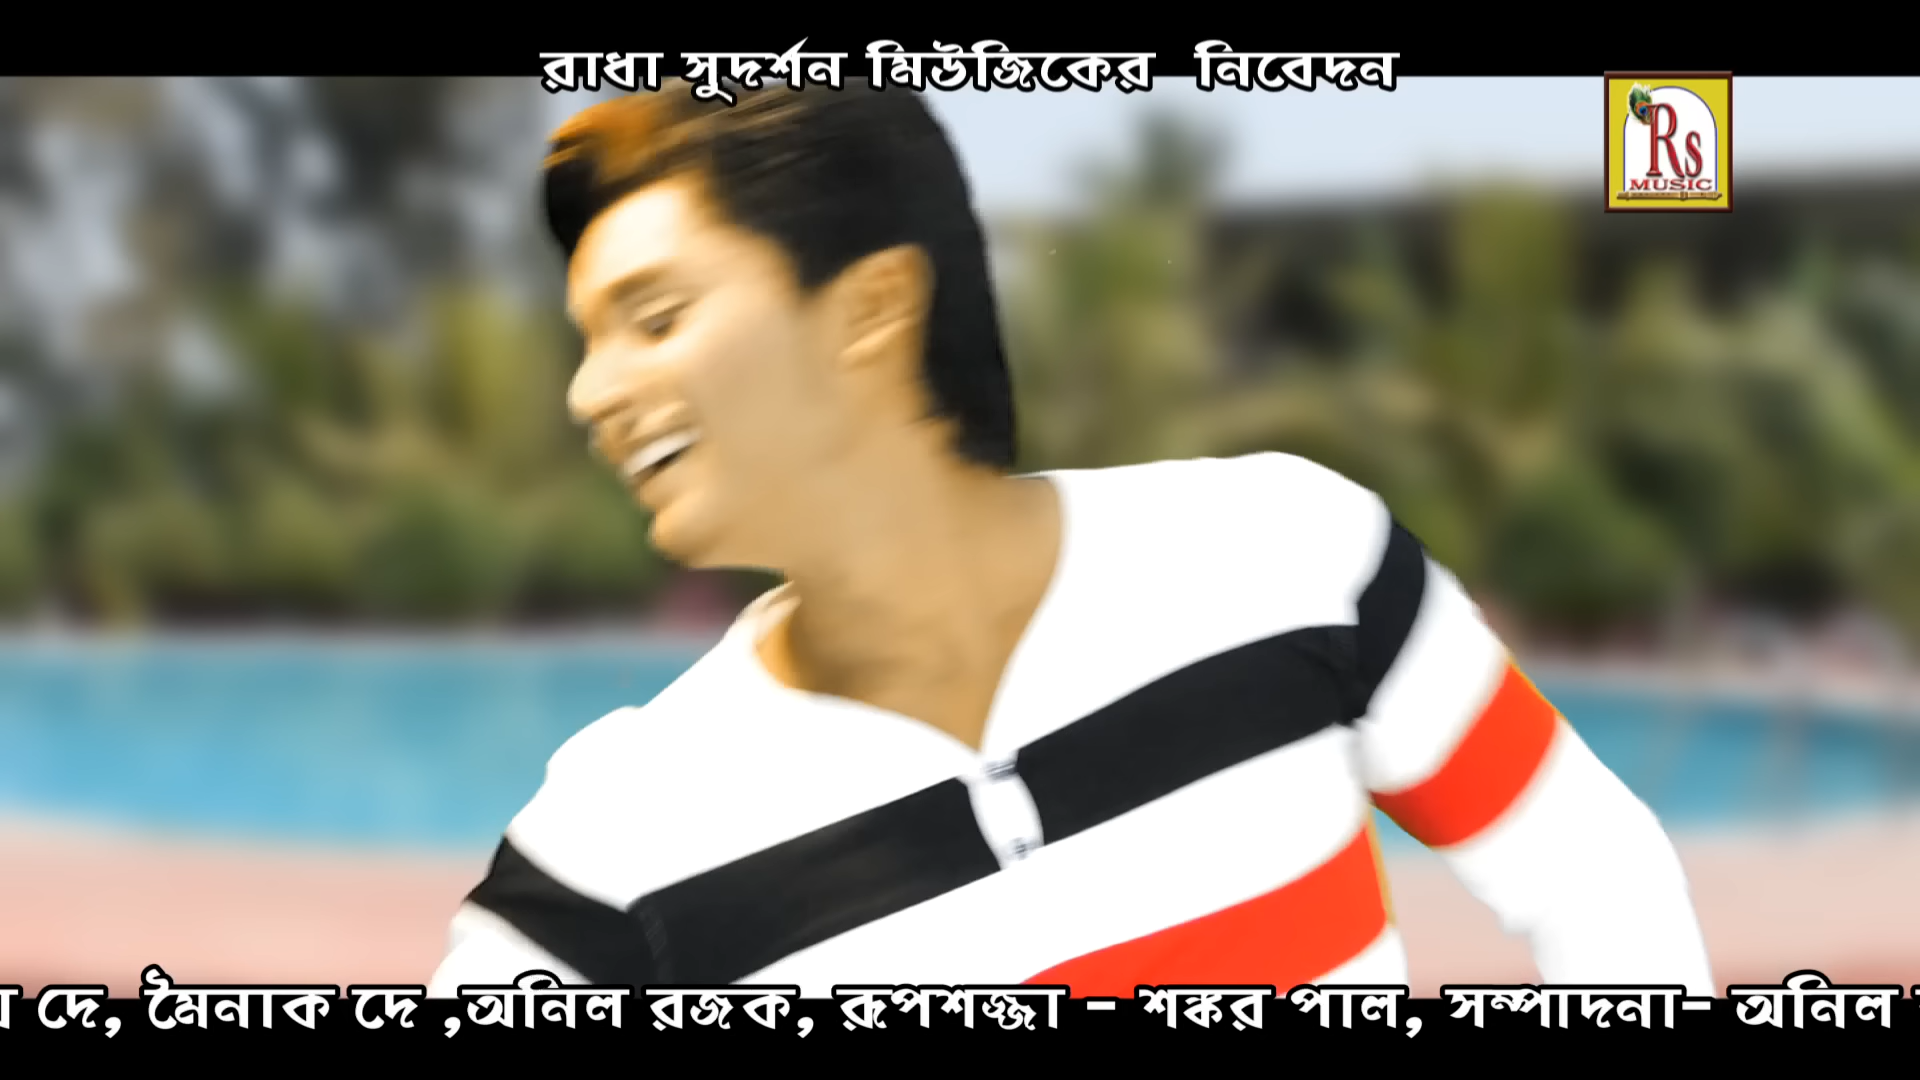 রাধা সুদর্শন মিউজিকের নিবেদন
Rs
MUSIC
দে, মৈনাক দে ,অনিল রজক, রূপশজ্জা - শঙ্কর পাল, সম্পাদনা- অনিল